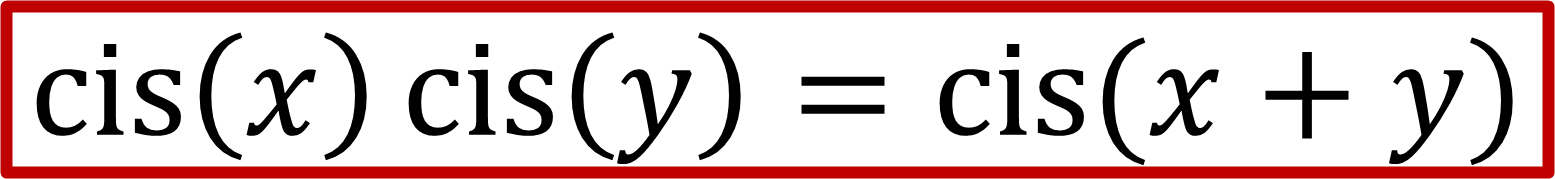 cis(x) cis(y) = cis(x + y)